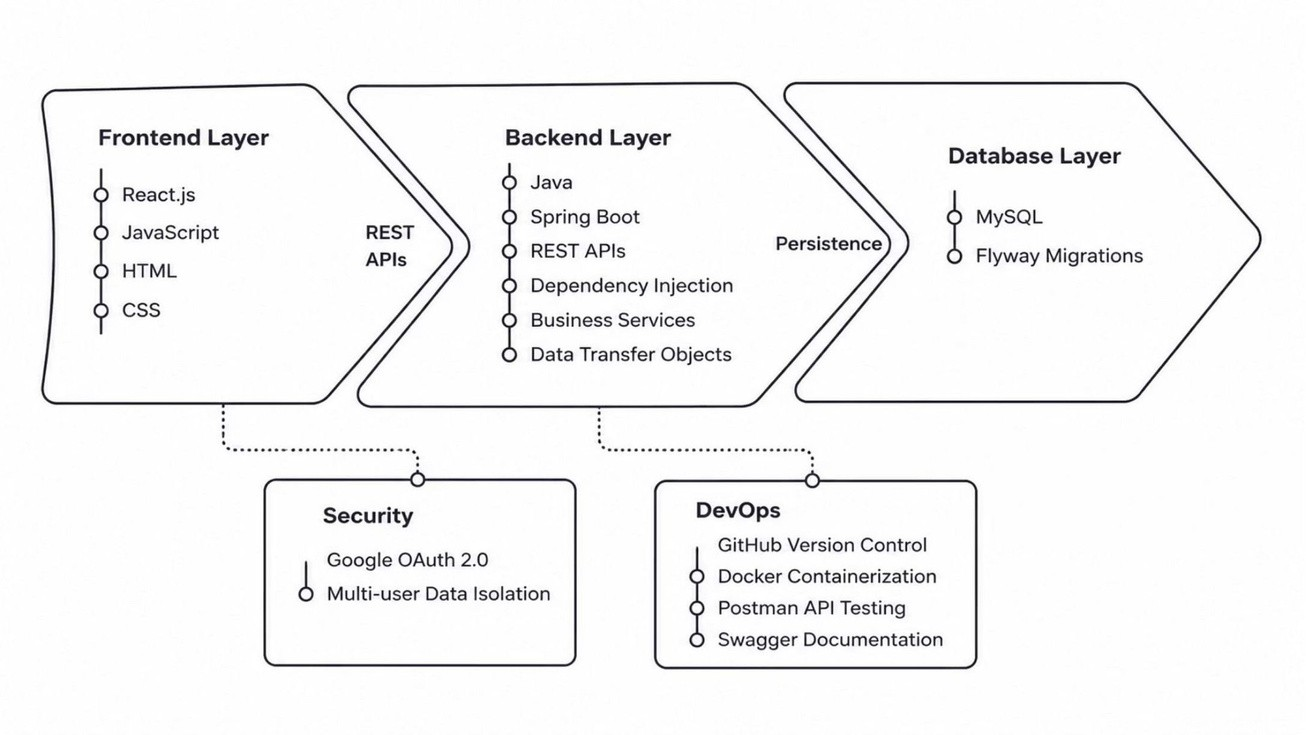 Frontend Layer
React.js
JavaScript
HTML
CSS
REST
APIs
Backend Layer
Java
Spring Boot
REST APIs
Dependency Injection
Business Services
Data Transfer Objects
Persistence
Database Layer
MySQL
Flyway Migrations
Security
Google OAuth 2.0
Multi-user Data Isolation
DevOps
GitHub Version Control
Docker Containerization
Postman API Testing
Swagger Documentation